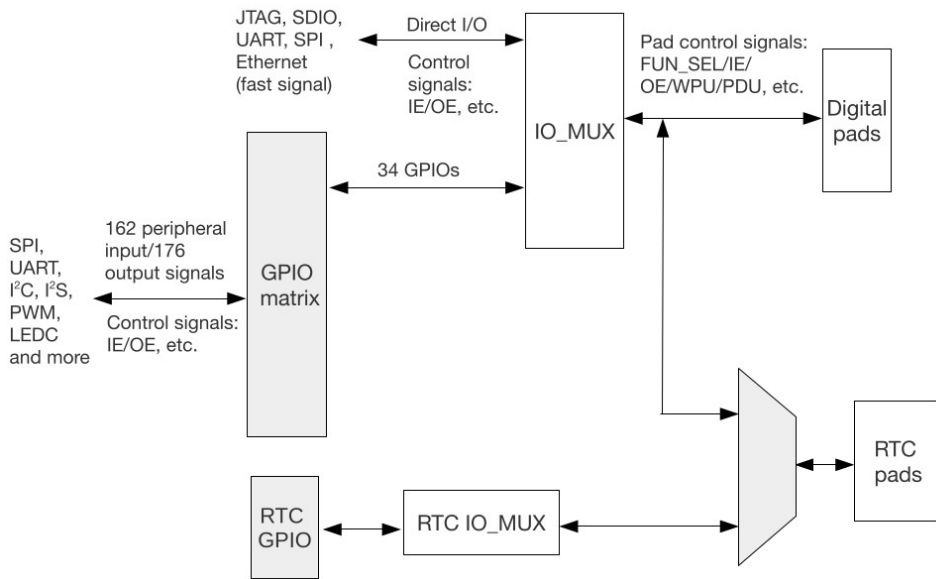 JTAG, SDIO,
UART, SPI ,
Ethernet
(fast signal)
Direct I/O
Control
signals:
IE/OE, etc.
IO_MUX
Pad control signals:
FUN_SEL/IE/
OE/WPU/PDU, etc.
Digital
pads
34 GPIOs
SPI,
UART,
I²C, I²S,
PWM,
LEDC
and more
162 peripheral
input/176
output signals
Control signals:
IE/OE, etc.
GPIO
matrix
RTC
GPIO
RTC IO_MUX
RTC
pads